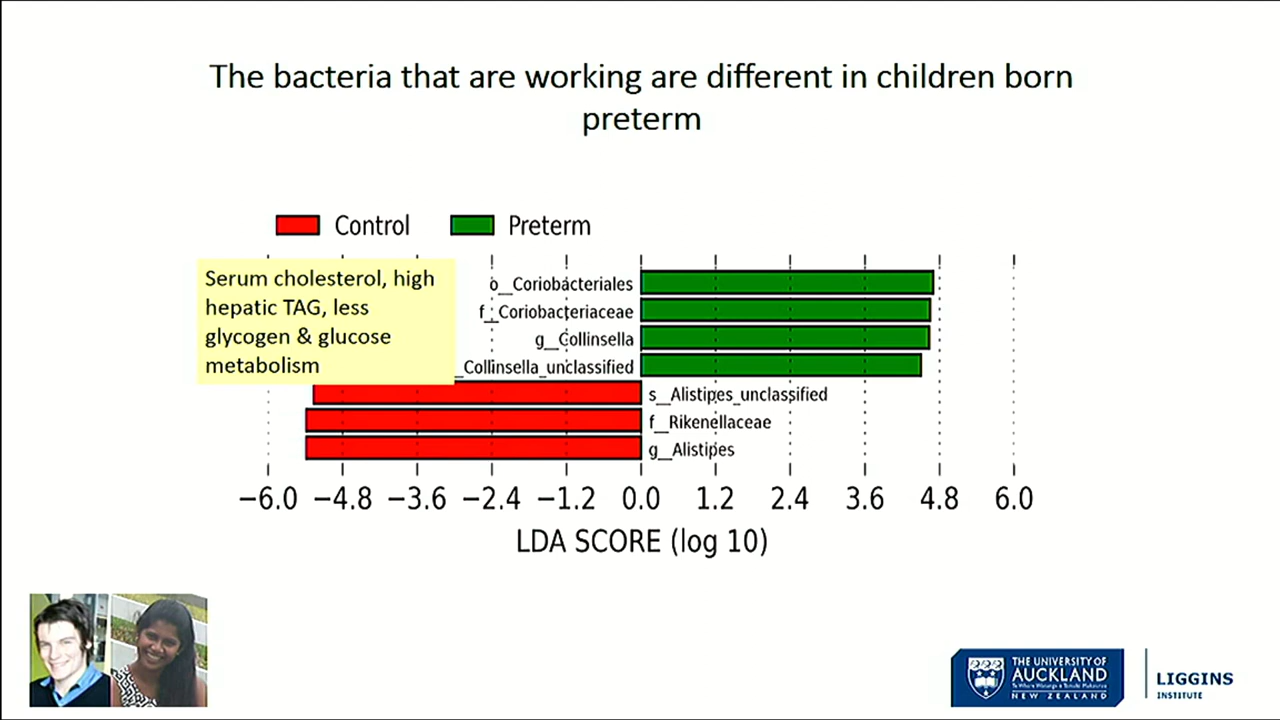 The bacteria that are working are different in children born
preterm
Control
Preterm
Serum cholesterol, high
hepatic TAG, less
glycogen & glucose
metabolism
o__Coriobacteriales
f__Coriobacteriaceae
g__Collinsella
_Collinsella_unclassified
s__Alistipes_unclassified
f__Rikenellaceae
g__Alistipes
−6.0 −4.8 −3.6 −2.4 −1.2 0.0 1.2 2.4 3.6 4.8 6.0
LDA SCORE (log 10)
THE UNIVERSITY OF
AUCKLAND
NEW ZEALAND
LIGGINS
INSTITUTE